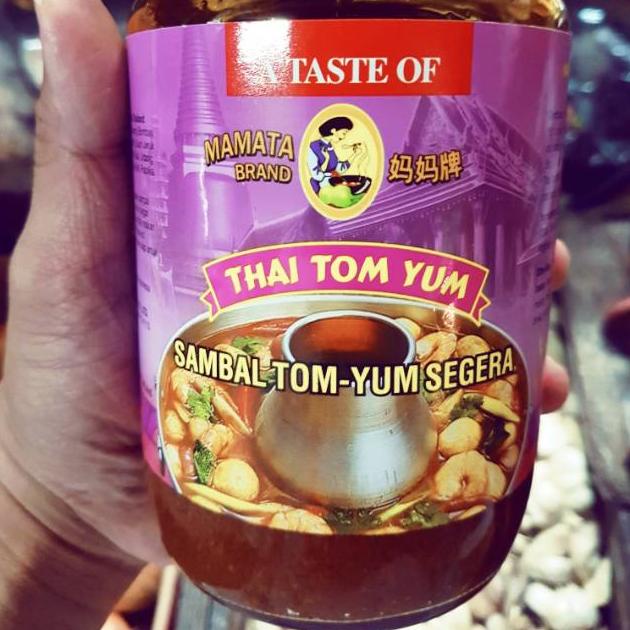 A TASTE OF
MAMATA
BRAND
妈妈牌
THAI TOM YUM
SAMBAL TOM-YUM SEGERA